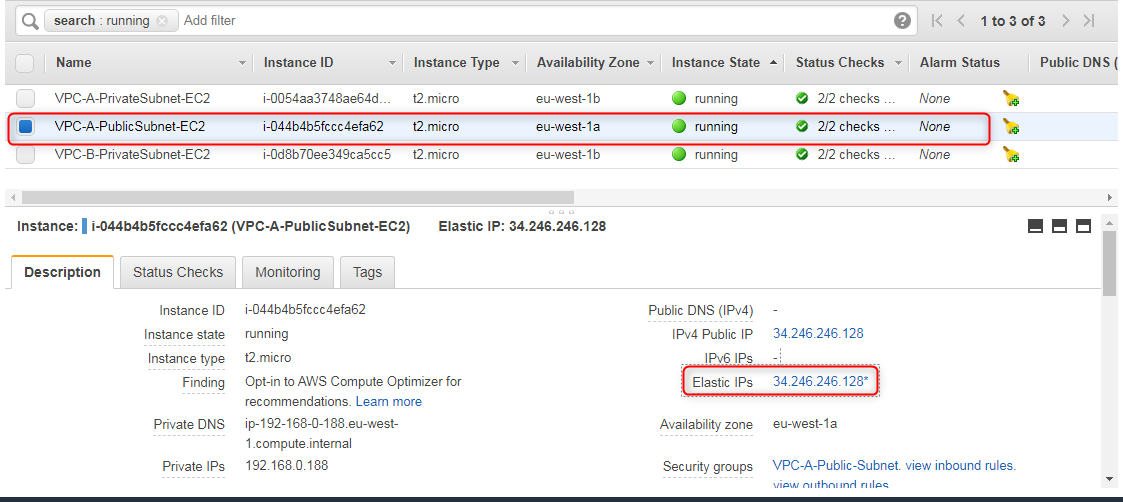 search : running Add filter 1 to 3 of 3
Name Instance ID Instance Type Availability Zone Instance State Status Checks Alarm Status Public DNS (
VPC-A-PrivateSubnet-EC2 i-0054aa3748ae64d... t2.micro eu-west-1b running 2/2 checks ... None
VPC-A-PublicSubnet-EC2 i-044b4b5fccc4efa62 t2.micro eu-west-1a running 2/2 checks ... None
VPC-B-PrivateSubnet-EC2 i-0d8b70ee349ca5cc5 t2.micro eu-west-1b running 2/2 checks ... None
Instance: i-044b4b5fccc4efa62 (VPC-A-PublicSubnet-EC2) Elastic IP: 34.246.246.128
Description Status Checks Monitoring Tags
Instance ID i-044b4b5fccc4efa62 Public DNS (IPv4) -
Instance state running IPv4 Public IP 34.246.246.128
Instance type t2.micro IPv6 IPs -
Finding Opt-in to AWS Compute Optimizer for Elastic IPs 34.246.246.128*
recommendations. Learn more
Private DNS ip-192-168-0-188.eu-west- Availability zone eu-west-1a
1.compute.internal
Private IPs 192.168.0.188 Security groups VPC-A-Public-Subnet. view inbound rules.
view outbound rules